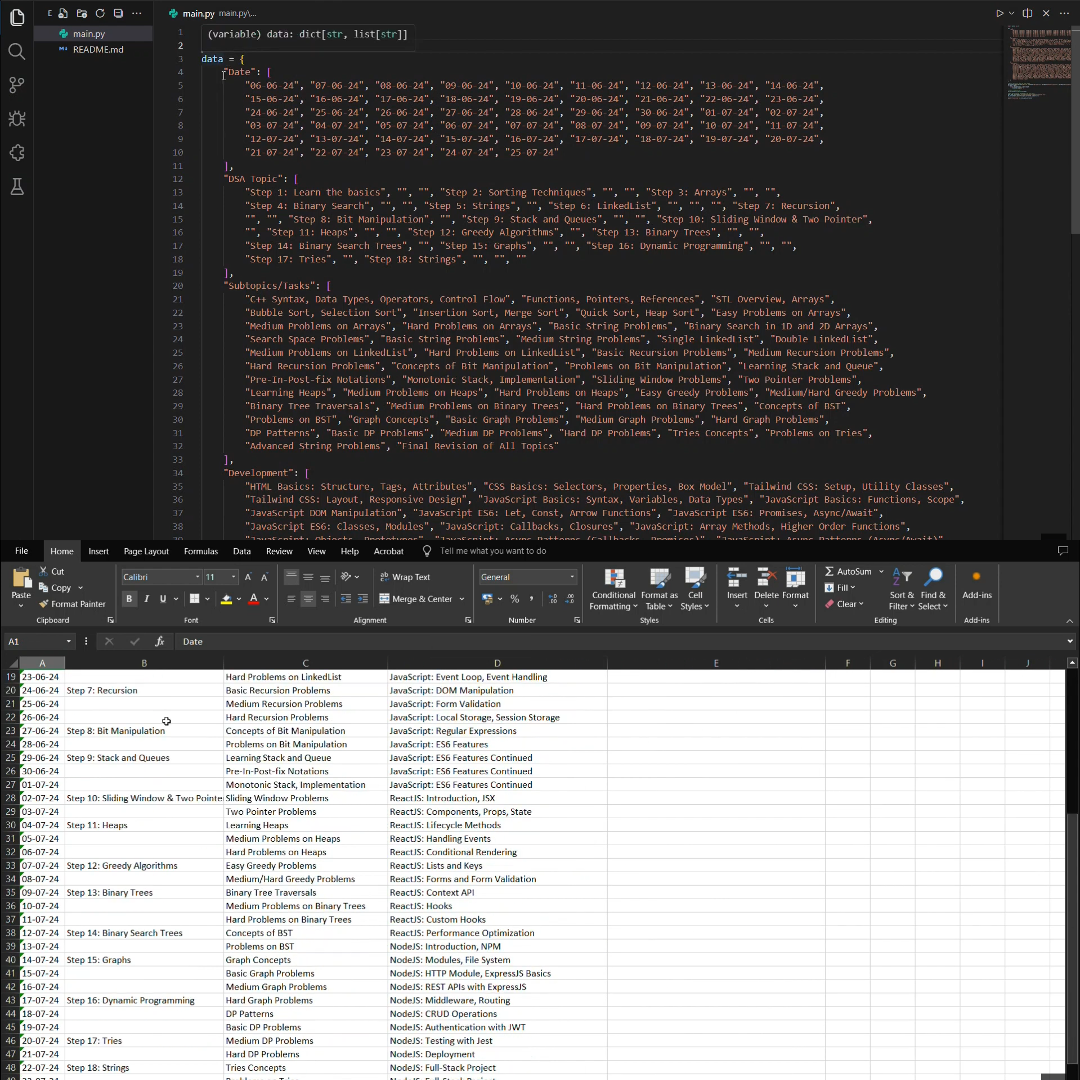 main.py main.py\...
main.py
README.md
(variable) data: dict[str, list[str]]
1
2
3 data = {
4 "Date": [
5 "06-06-24", "07-06-24", "08-06-24", "09-06-24", "10-06-24", "11-06-24", "12-06-24", "13-06-24", "14-06-24",
6 "15-06-24", "16-06-24", "17-06-24", "18-06-24", "19-06-24", "20-06-24", "21-06-24", "22-06-24", "23-06-24",
7 "24-06-24", "25-06-24", "26-06-24", "27-06-24", "28-06-24", "29-06-24", "30-06-24", "01-07-24", "02-07-24",
8 "03-07-24", "04-07-24", "05-07-24", "06-07-24", "07-07-24", "08-07-24", "09-07-24", "10-07-24", "11-07-24",
9 "12-07-24", "13-07-24", "14-07-24", "15-07-24", "16-07-24", "17-07-24", "18-07-24", "19-07-24", "20-07-24",
10 "21-07-24", "22-07-24", "23-07-24", "24-07-24", "25-07-24"
11 ],
12 "DSA Topic": [
13 "Step 1: Learn the basics", "", "", "Step 2: Sorting Techniques", "", "", "Step 3: Arrays", "", "",
14 "Step 4: Binary Search", "", "", "Step 5: Strings", "", "", "Step 6: LinkedList", "", "", "Step 7: Recursion",
15 "", "", "Step 8: Bit Manipulation", "", "Step 9: Stack and Queues", "", "", "Step 10: Sliding Window & Two Pointer",
16 "", "Step 11: Heaps", "", "", "Step 12: Greedy Algorithms", "", "Step 13: Binary Trees", "", "",
17 "Step 14: Binary Search Trees", "", "Step 15: Graphs", "", "", "Step 16: Dynamic Programming", "", "",
18 "Step 17: Tries", "", "Step 18: Strings", "", "", ""
19 ],
20 "Subtopics/Tasks": [
21 "C++ Syntax, Data Types, Operators, Control Flow", "Functions, Pointers, References", "STL Overview, Arrays",
22 "Bubble Sort, Selection Sort", "Insertion Sort, Merge Sort", "Quick Sort, Heap Sort", "Easy Problems on Arrays",
23 "Medium Problems on Arrays", "Hard Problems on Arrays", "Basic String Problems", "Binary Search in 1D and 2D Arrays",
24 "Search Space Problems", "Basic String Problems", "Medium String Problems", "Single LinkedList", "Double LinkedList",
25 "Medium Problems on LinkedList", "Hard Problems on LinkedList", "Basic Recursion Problems", "Medium Recursion Problems",
26 "Hard Recursion Problems", "Concepts of Bit Manipulation", "Problems on Bit Manipulation", "Learning Stack and Queue",
27 "Pre-In-Post-fix Notations", "Monotonic Stack, Implementation", "Sliding Window Problems", "Two Pointer Problems",
28 "Learning Heaps", "Medium Problems on Heaps", "Hard Problems on Heaps", "Easy Greedy Problems", "Medium/Hard Greedy Problems",
29 "Binary Tree Traversals", "Medium Problems on Binary Trees", "Hard Problems on Binary Trees", "Concepts of BST",
30 "Problems on BST", "Graph Concepts", "Basic Graph Problems", "Medium Graph Problems", "Hard Graph Problems",
31 "DP Patterns", "Basic DP Problems", "Medium DP Problems", "Hard DP Problems", "Tries Concepts", "Problems on Tries",
32 "Advanced String Problems", "Final Revision of All Topics"
33 ],
34 "Development": [
35 "HTML Basics: Structure, Tags, Attributes", "CSS Basics: Selectors, Properties, Box Model", "Tailwind CSS: Setup, Utility Classes",
36 "Tailwind CSS: Layout, Responsive Design", "JavaScript Basics: Syntax, Variables, Data Types", "JavaScript Basics: Functions, Scope",
37 "JavaScript DOM Manipulation", "JavaScript ES6: Let, Const, Arrow Functions", "JavaScript ES6: Promises, Async/Await",
38 "JavaScript ES6: Classes, Modules", "JavaScript: Callbacks, Closures", "JavaScript: Array Methods, Higher Order Functions",
File Home Insert Page Layout Formulas Data Review View Help Acrobat Tell me what you want to do
Paste
Cut
Copy
Format Painter
Calibri 11
B I U
Wrap Text
Merge & Center
General
Conditional Formatting
Format as Table
Cell Styles
Insert Delete Format
AutoSum
Fill
Clear
Sort & Filter
Find & Select
Add-ins
Clipboard Font Alignment Number Styles Cells Editing Add-ins
A1 fx Date
A B C D E F G H I J
19 23-06-24 Hard Problems on LinkedList JavaScript: Event Loop, Event Handling
20 24-06-24 Step 7: Recursion Basic Recursion Problems JavaScript: DOM Manipulation
21 25-06-24 Medium Recursion Problems JavaScript: Form Validation
22 26-06-24 Hard Recursion Problems JavaScript: Local Storage, Session Storage
23 27-06-24 Step 8: Bit Manipulation Concepts of Bit Manipulation JavaScript: Regular Expressions
24 28-06-24 Problems on Bit Manipulation JavaScript: ES6 Features
25 29-06-24 Step 9: Stack and Queues Learning Stack and Queue JavaScript: ES6 Features Continued
26 30-06-24 Pre-In-Post-fix Notations JavaScript: ES6 Features Continued
27 01-07-24 Monotonic Stack, Implementation JavaScript: ES6 Features Continued
28 02-07-24 Step 10: Sliding Window & Two Pointe Sliding Window Problems ReactJS: Introduction, JSX
29 03-07-24 Two Pointer Problems ReactJS: Components, Props, State
30 04-07-24 Step 11: Heaps Learning Heaps ReactJS: Lifecycle Methods
31 05-07-24 Medium Problems on Heaps ReactJS: Handling Events
32 06-07-24 Hard Problems on Heaps ReactJS: Conditional Rendering
33 07-07-24 Step 12: Greedy Algorithms Easy Greedy Problems ReactJS: Lists and Keys
34 08-07-24 Medium/Hard Greedy Problems ReactJS: Forms and Form Validation
35 09-07-24 Step 13: Binary Trees Binary Tree Traversals ReactJS: Context API
36 10-07-24 Medium Problems on Binary Trees ReactJS: Hooks
37 11-07-24 Hard Problems on Binary Trees ReactJS: Custom Hooks
38 12-07-24 Step 14: Binary Search Trees Concepts of BST ReactJS: Performance Optimization
39 13-07-24 Problems on BST NodeJS: Introduction, NPM
40 14-07-24 Step 15: Graphs Graph Concepts NodeJS: Modules, File System
41 15-07-24 Basic Graph Problems NodeJS: HTTP Module, ExpressJS Basics
42 16-07-24 Medium Graph Problems NodeJS: REST APIs with ExpressJS
43 17-07-24 Step 16: Dynamic Programming Hard Graph Problems NodeJS: Middleware, Routing
44 18-07-24 DP Patterns NodeJS: CRUD Operations
45 19-07-24 Basic DP Problems NodeJS: Authentication with JWT
46 20-07-24 Step 17: Tries Medium DP Problems NodeJS: Testing with Jest
47 21-07-24 Hard DP Problems NodeJS: Deployment
48 22-07-24 Step 18: Strings Tries Concepts NodeJS: Full-Stack Project